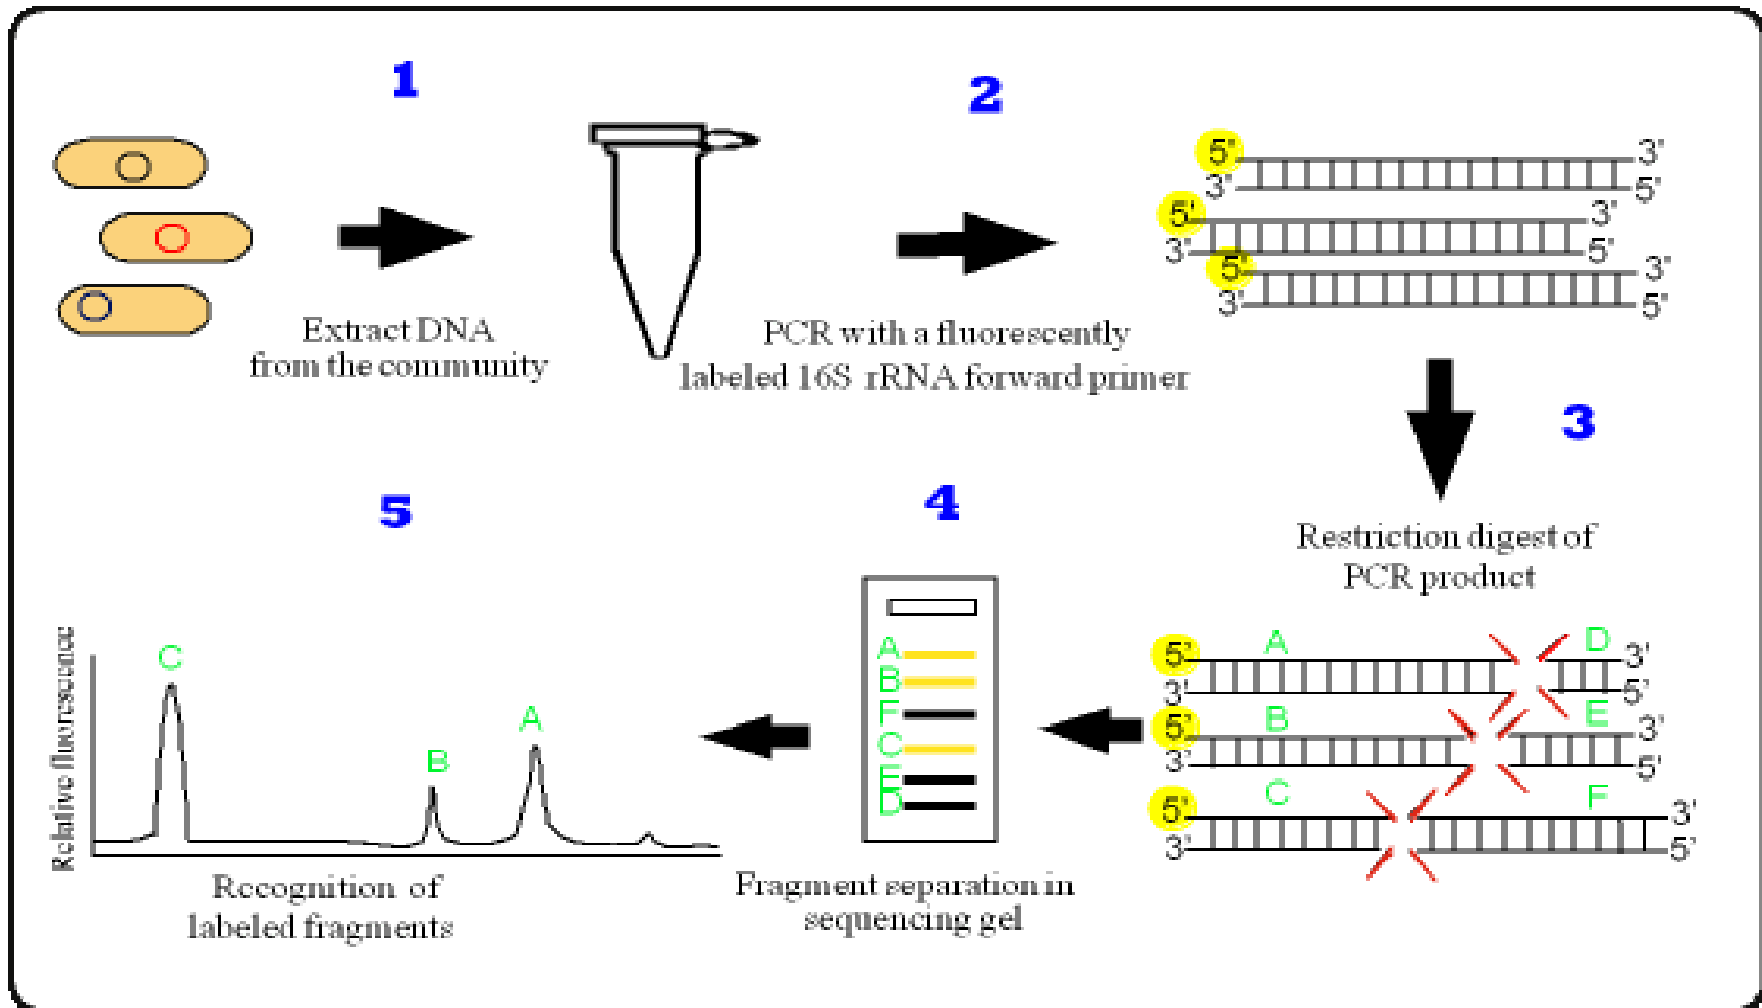 1
Extract DNA
from the community
2
PCR with a fluorescently
labeled 16S rRNA forward primer
5' 3'
3' 5'
5' 3'
3' 5'
5' 3'
3' 5'
3
Restriction digest of
PCR product
5' A D 3'
3' 5'
5' B E 3'
3' 5'
5' C F 3'
3' 5'
4
A
B
F
C
E
D
Fragment separation in
sequencing gel
5
Relative fluorescence
C
B
A
Recognition of
labeled fragments